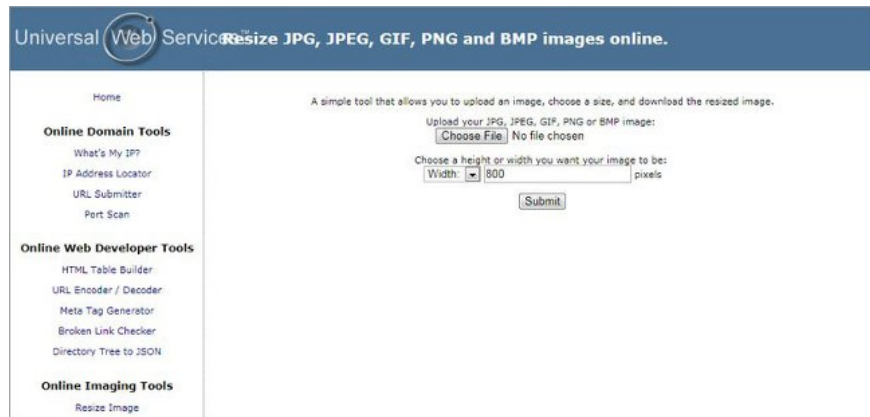 Universal Web Services™
Resize JPG, JPEG, GIF, PNG and BMP images online.
Home
Online Domain Tools
What's My IP?
IP Address Locator
URL Submitter
Port Scan
Online Web Developer Tools
HTML Table Builder
URL Encoder / Decoder
Meta Tag Generator
Broken Link Checker
Directory Tree to JSON
Online Imaging Tools
Resize Image
A simple tool that allows you to upload an image, choose a size, and download the resized image.
Upload your JPG, JPEG, GIF, PNG or BMP image:
Choose File No file chosen
Choose a height or width you want your image to be:
Width: 800 pixels
Submit